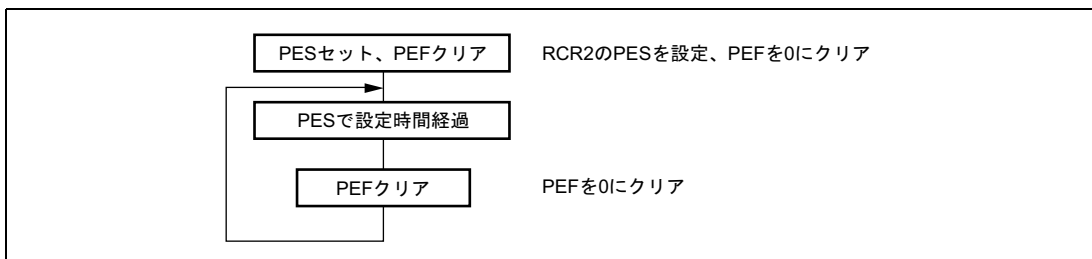 PESセット、PEFクリア
RCR2のPESを設定、PEFを0にクリア
PESで設定時間経過
PEFクリア
PEFを0にクリア